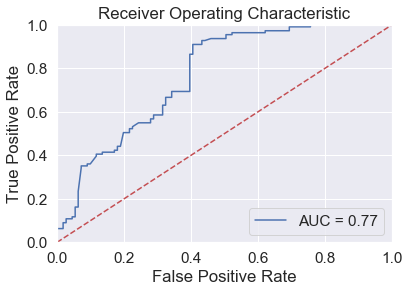 Receiver Operating Characteristic
True Positive Rate
1.0
0.8
0.6
0.4
0.2
0.0
AUC = 0.77
0.0 0.2 0.4 0.6 0.8 1.0
False Positive Rate